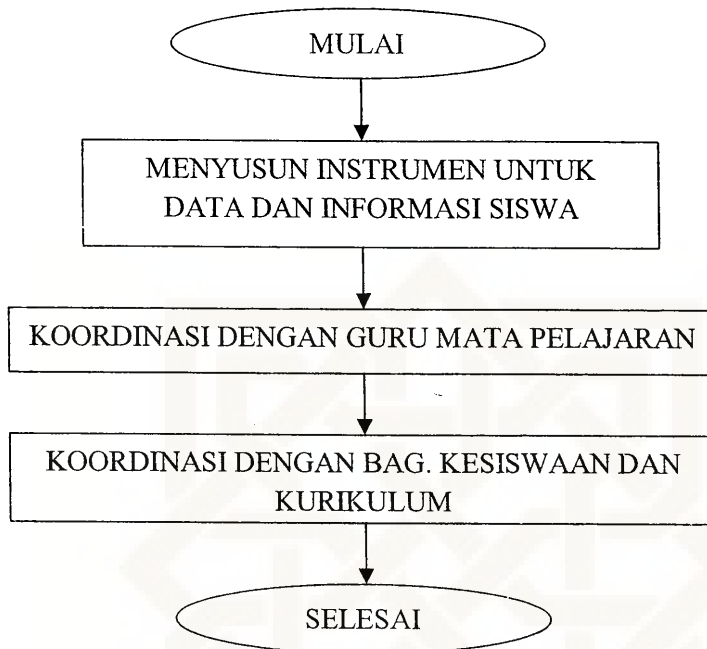 MULAI
MENYUSUN INSTRUMEN UNTUK
DATA DAN INFORMASI SISWA
KOORDINASI DENGAN GURU MATA PELAJARAN
KOORDINASI DENGAN BAG. KESISWAAN DAN
KURIKULUM
SELESAI